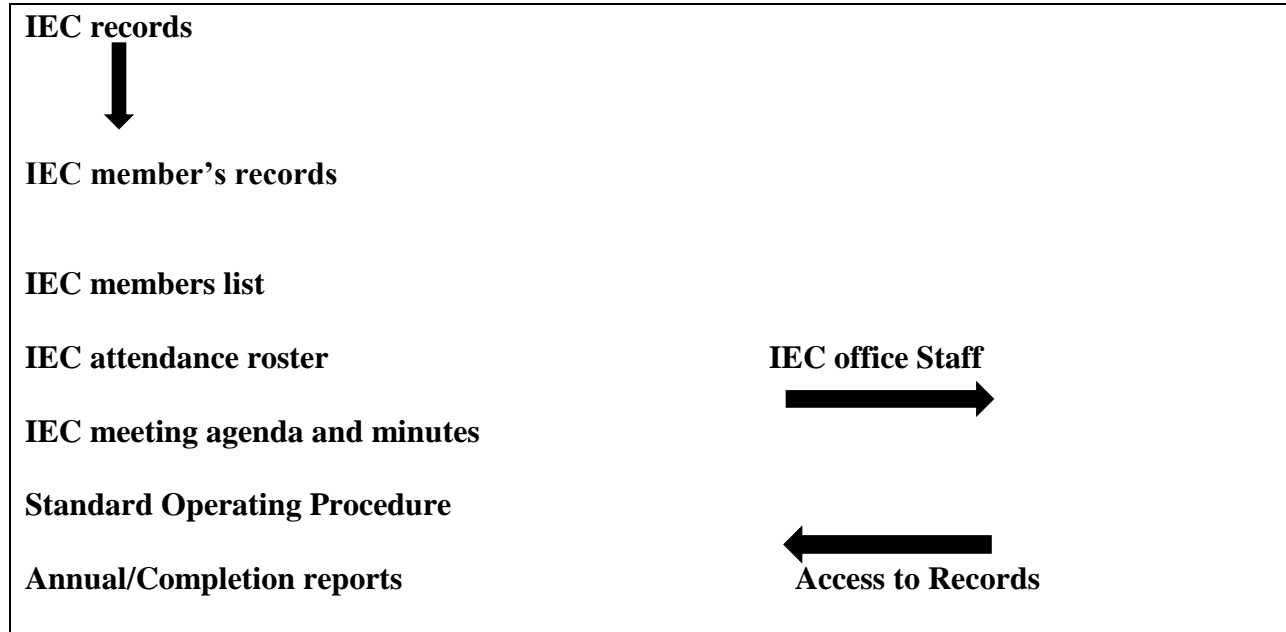 IEC records
IEC member’s records
IEC members list
IEC attendance roster
IEC office Staff
IEC meeting agenda and minutes
Standard Operating Procedure
Annual/Completion reports
Access to Records